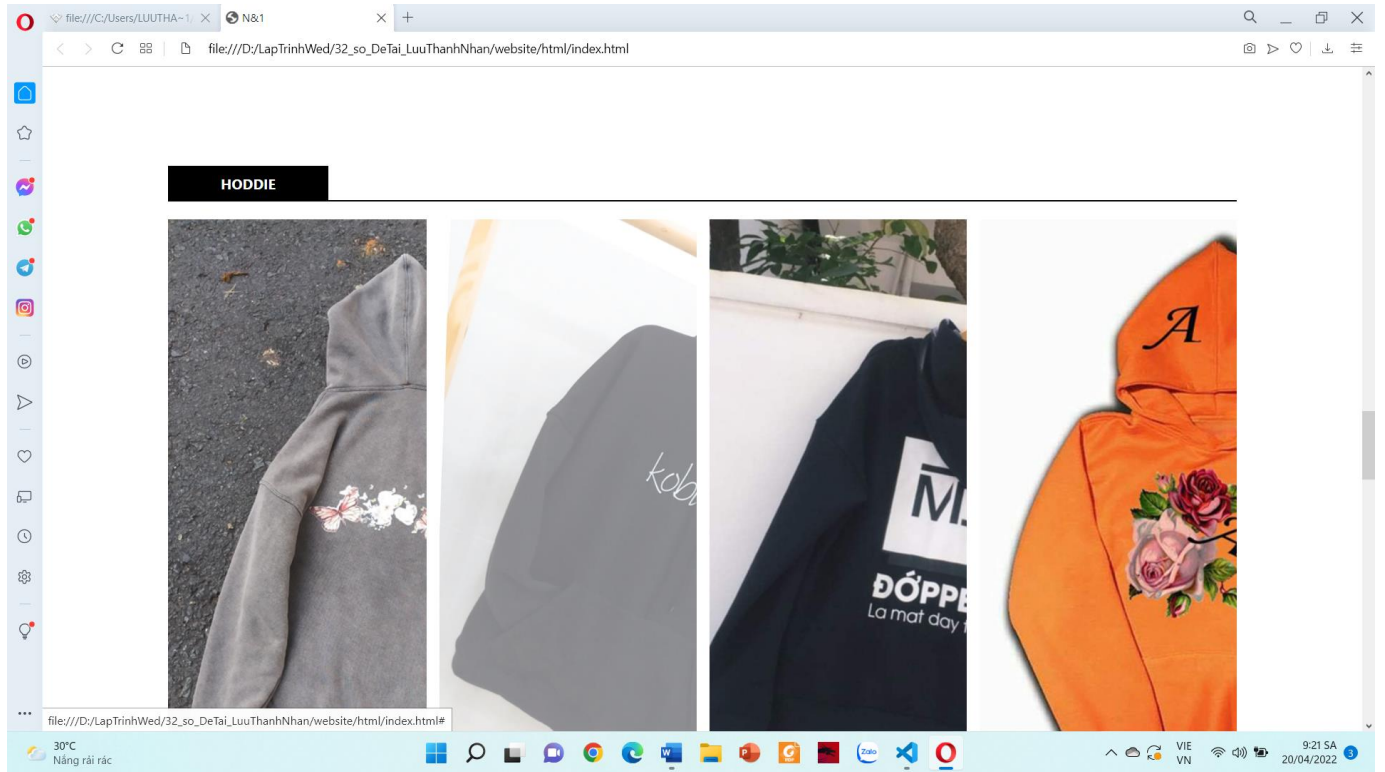 file:///C:/Users/LUUTHA~1/
N&1
file:///D:/LapTrinhWed/32_so_DeTai_LuuThanhNhan/website/html/index.html
HODDIE
A
ĐỚPPE
La mat day
file:///D:/LapTrinhWed/32_so_DeTai_LuuThanhNhan/website/html/index.html#
30°C
Nắng rải rác
Zalo
VIE
VN
9:21 SA
20/04/2022
3